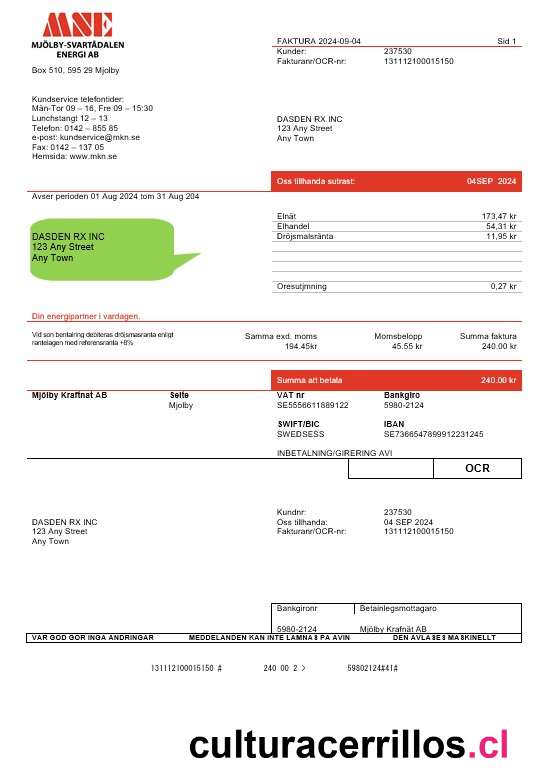 MSE
MJÖLBY-SVARTÅDALEN
ENERGI AB
Box 510, 595 29 Mjolby
FAKTURA 2024-09-04 Sid 1
Kunder: 237530
Fakturanr/OCR-nr: 131112100015150
Kundservice telefontider:
Män-Tor 09 – 16, Fre 09 – 15:30
Lunchstangt 12 – 13
Telefon: 0142 – 855 85
e-post: kundservice@mkn.se
Fax: 0142 – 137 05
Hemsida: www.mkn.se
DASDEN RX INC
123 Any Street
Any Town
Oss tillhanda sutrast: 04SEP 2024
Avser perioden 01 Aug 2024 tom 31 Aug 204
DASDEN RX INC
123 Any Street
Any Town
Elnät 173,47 kr
Elhandel 54,31 kr
Dröjsmalsränta 11,95 kr
Oresutjmning 0,27 kr
Din energipartner i vardagen.
Vid son bentalring debiteras dröjsmasranta enligt
rantelagen med referensranta +8%
Samma exd. moms Momsbelopp Summa faktura
194.45kr 45.55 kr 240.00 kr
Summa att betala 240.00 kr
Mjölby Kraftnat AB Seite VAT nr Bankgiro
Mjolby SE5556611889122 5980-2124
SWIFT/BIC IBAN
SWEDSESS SE7366547899912231245
INBETALNING/GIRERING AVI
OCR
Kundnr: 237530
Oss tillhanda: 04 SEP 2024
Fakturanr/OCR-nr: 131112100015150
DASDEN RX INC
123 Any Street
Any Town
Bankgironr Betainlegsmottagaro
5980-2124 Mjölby Krafnät AB
VAR GOD GOR INGA ANDRINGAR MEDDELANDEN KAN INTE LAMNAS PA AVIN DEN AVLASES MASKINELLT
131112100015150 # 240 00 2 > 59802124#41#
culturacerrillos.cl